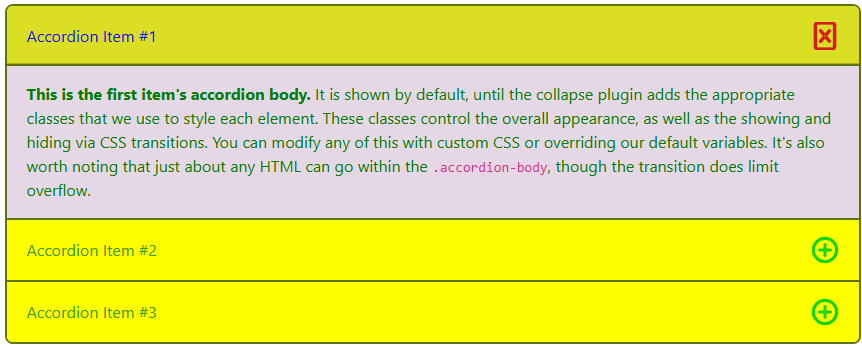 Accordion Item #1
This is the first item's accordion body. It is shown by default, until the collapse plugin adds the appropriate
classes that we use to style each element. These classes control the overall appearance, as well as the showing and
hiding via CSS transitions. You can modify any of this with custom CSS or overriding our default variables. It's also
worth noting that just about any HTML can go within the .accordion-body, though the transition does limit
overflow.
Accordion Item #2
Accordion Item #3